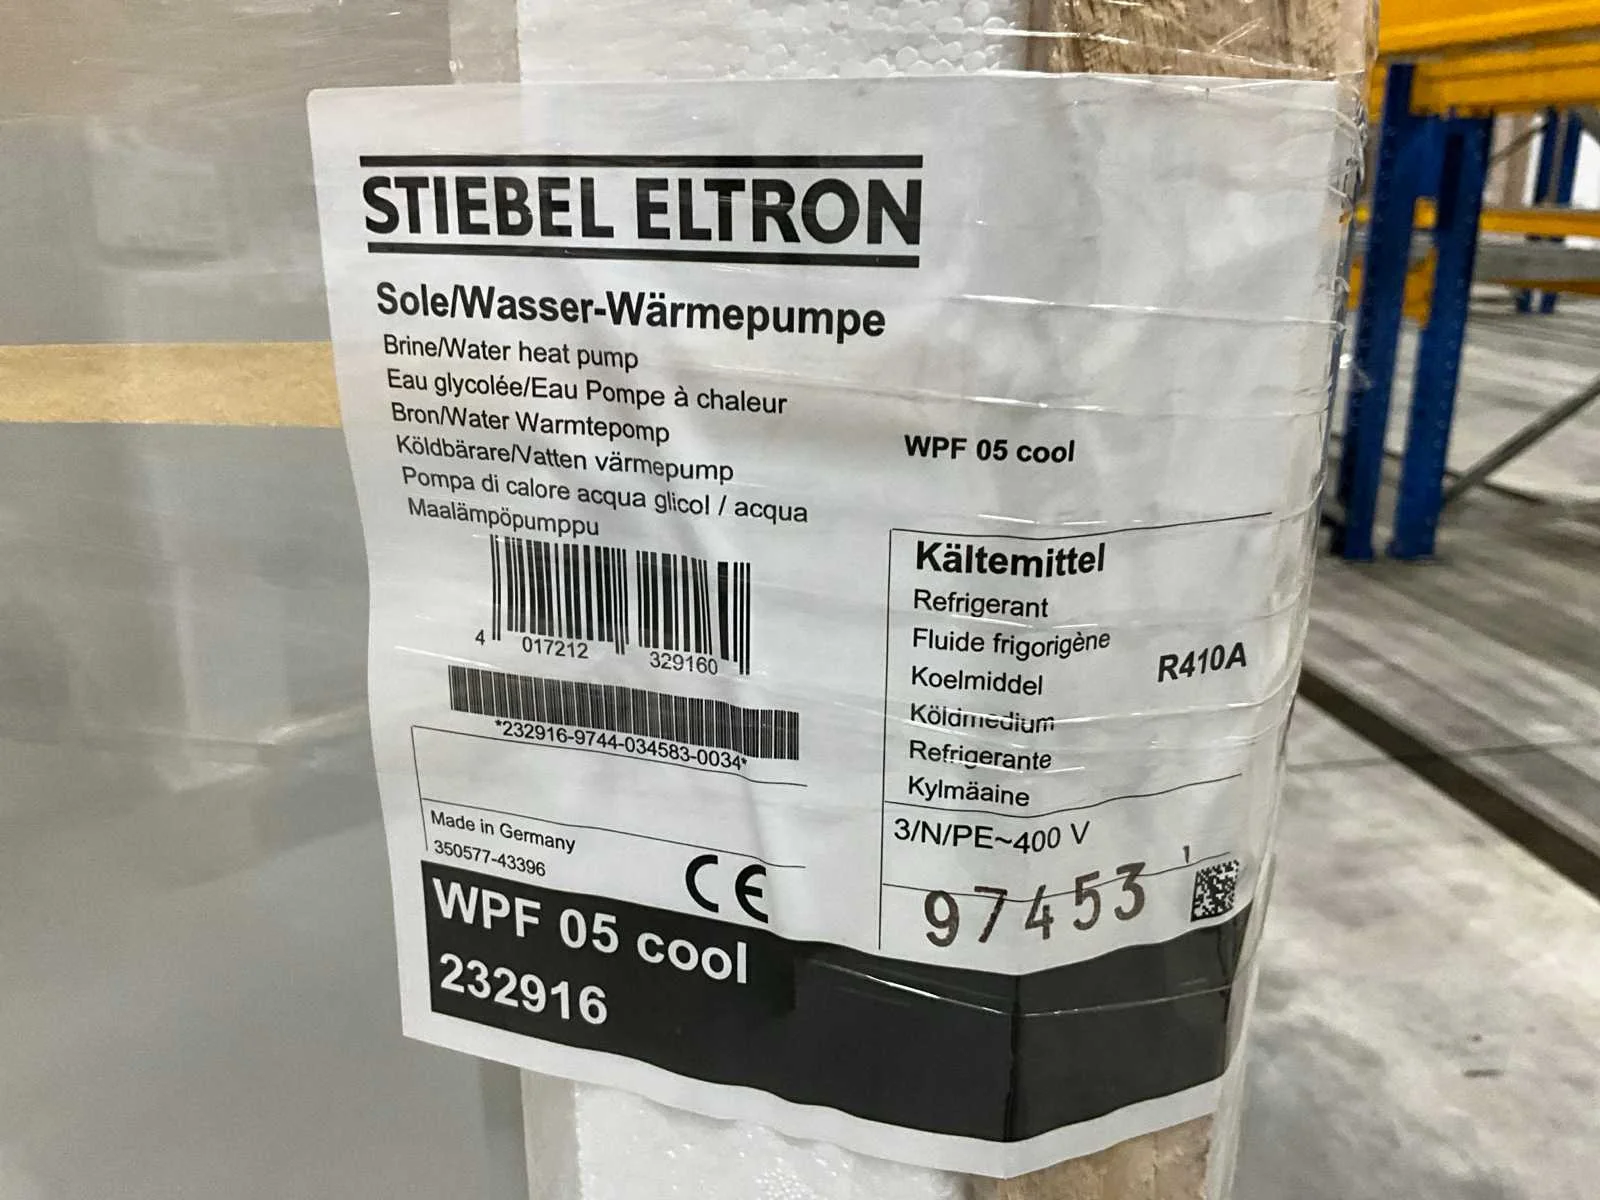 STIEBEL ELTRON
Sole/Wasser-Wärmepumpe
Brine/Water heat pump
Eau glycolée/Eau Pompe à chaleur
Bron/Water Warmtepomp
Köldbärare/Vatten värmepump
Pompa di calore acqua glicol / acqua
Maalämpöpumppu
4 017212 329160
*232916-9744-034583-0034*
Made in Germany
350577-43396
CE
WPF 05 cool
Kältemittel
Refrigerant
Fluide frigorigène
Koelmiddel
Köldmedium
Refrigerante
Kylmäaine
R410A
3/N/PE~400 V
97453
1
WPF 05 cool
232916